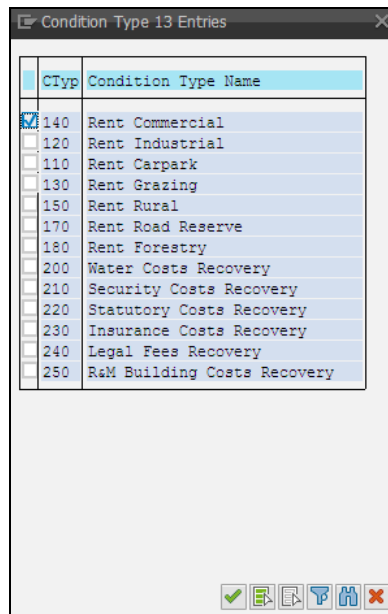 Condition Type 13 Entries
CTyp Condition Type Name
140 Rent Commercial
120 Rent Industrial
110 Rent Carpark
130 Rent Grazing
150 Rent Rural
170 Rent Road Reserve
180 Rent Forestry
200 Water Costs Recovery
210 Security Costs Recovery
220 Statutory Costs Recovery
230 Insurance Costs Recovery
240 Legal Fees Recovery
250 R&M Building Costs Recovery